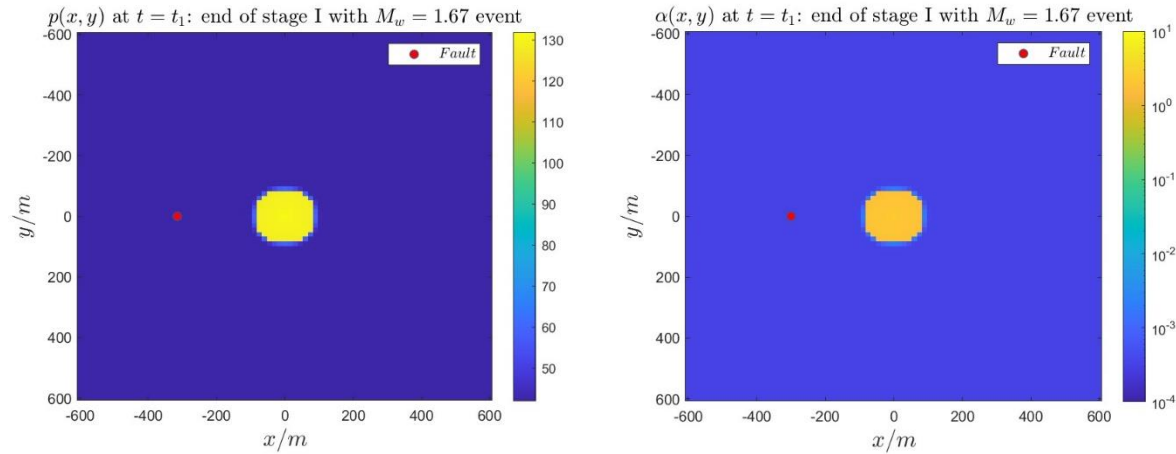 p(x, y) at t = t₁: end of stage I with M_w = 1.67 event
-600
-400
-200
0
200
400
600
y/m
-600 -400 -200 0 200 400 600
x/m
Fault
130
120
110
100
90
80
70
60
50
α(x, y) at t = t₁: end of stage I with M_w = 1.67 event
-600
-400
-200
0
200
400
600
y/m
-600 -400 -200 0 200 400 600
x/m
Fault
10¹
10⁰
10⁻¹
10⁻²
10⁻³
10⁻⁴